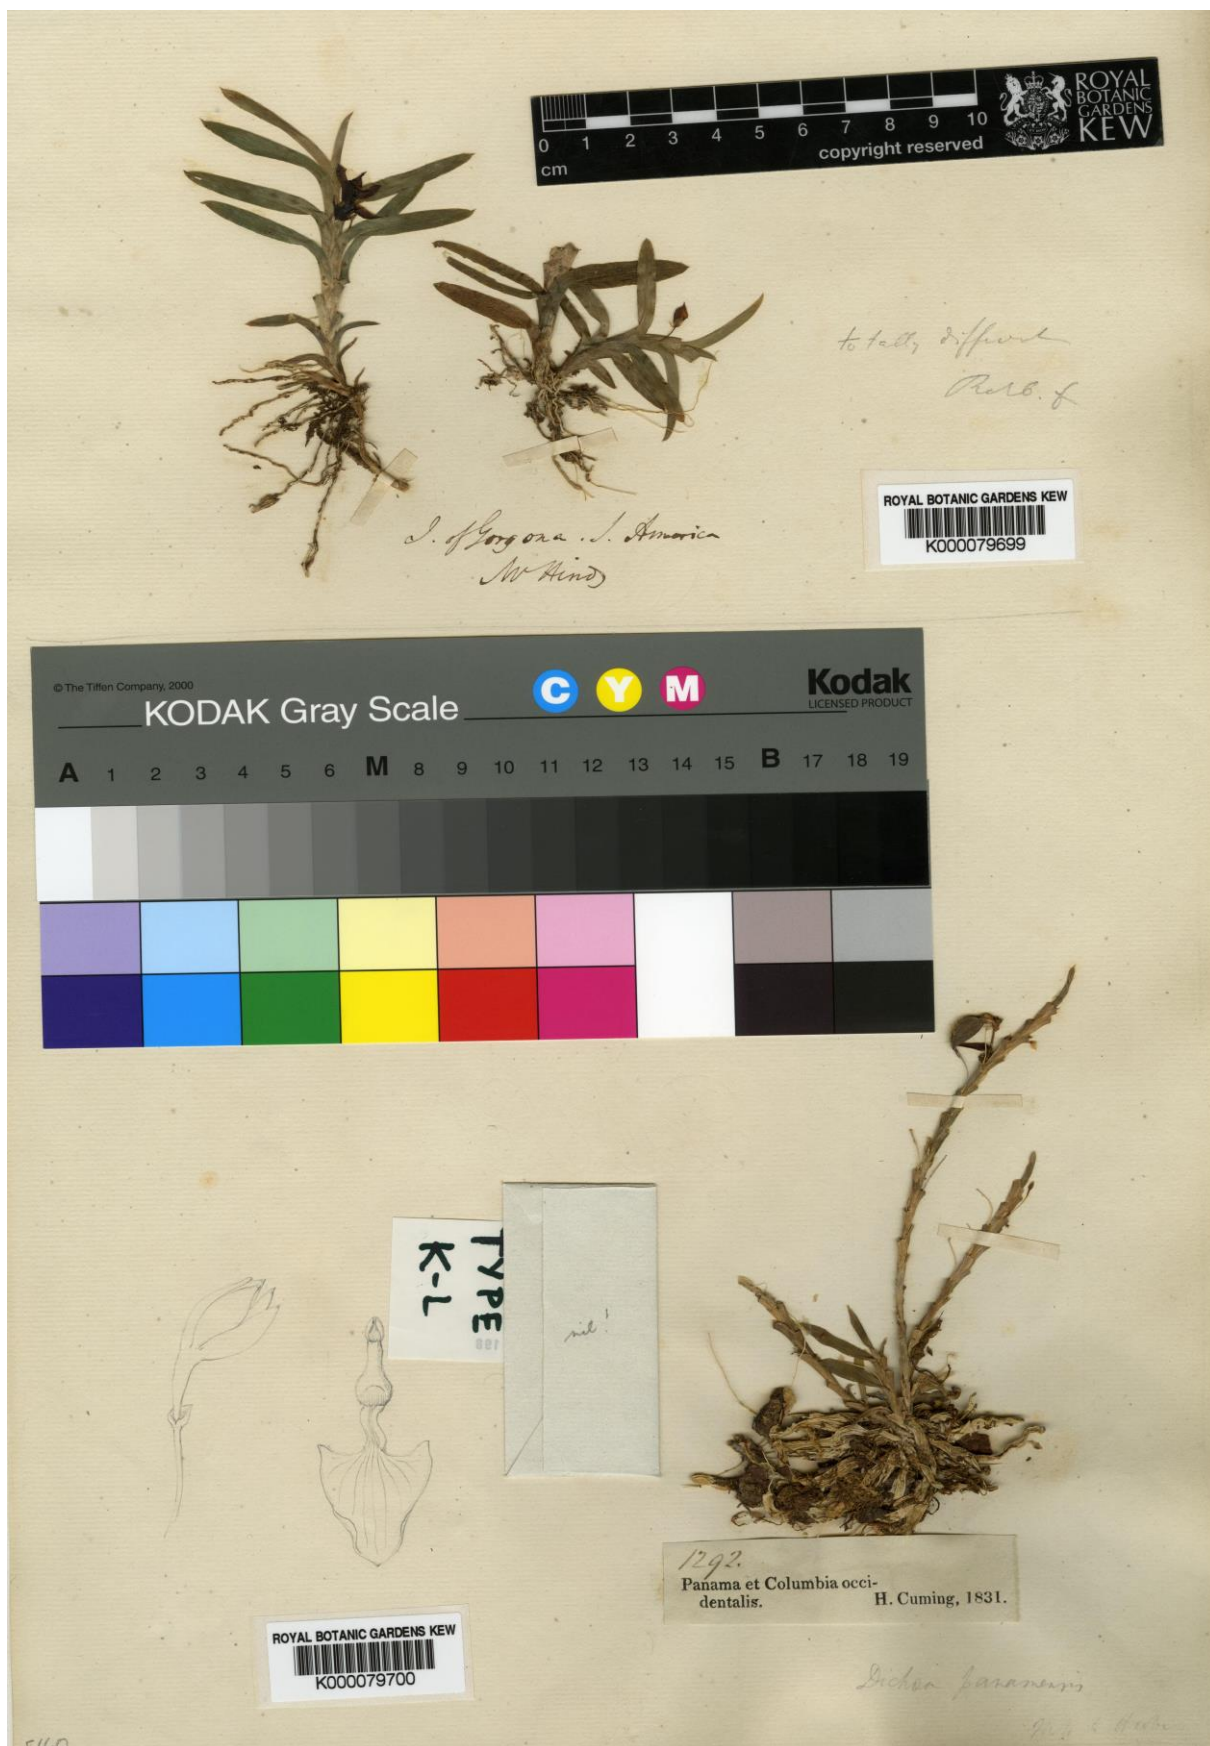 ROYAL
BOTANIC
GARDENS
KEW
0 1 2 3 4 5 6 7 8 9 10
cm
copyright reserved
totally different
Rchb. f
ROYAL BOTANIC GARDENS KEW
K000079699
I. of Gorgona. S. America
Mr Hinds
© The Tiffen Company, 2000
KODAK Gray Scale
C Y M
Kodak
LICENSED PRODUCT
A 1 2 3 4 5 6 M 8 9 10 11 12 13 14 15 B 17 18 19
TYPE
K-L
nil!
1292.
Panama et Columbia occi-
dentalis. H. Cuming, 1831.
ROYAL BOTANIC GARDENS KEW
K000079700
Dichaea panamensis